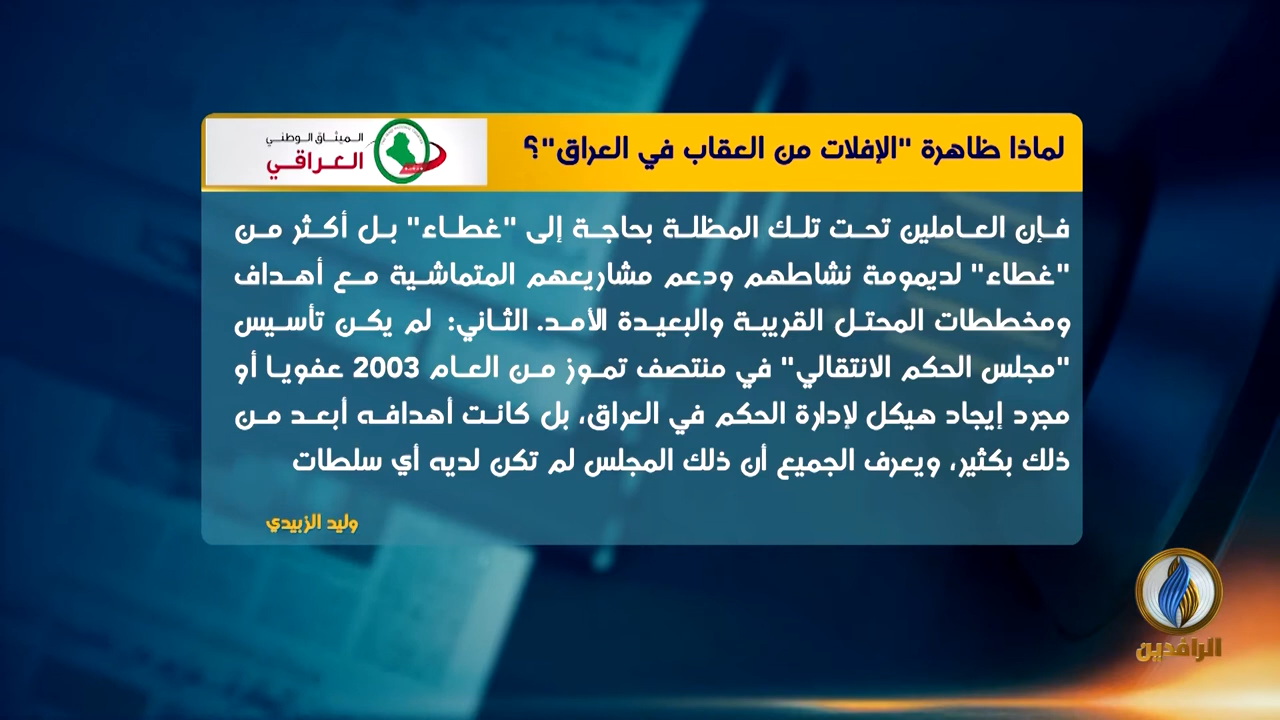 لماذا ظاهرة "الإفلات من العقاب في العراق"؟
الميثاق الوطني
العراقي
فإن العاملين تحت تلك المظلة بحاجة إلى "غطاء" بل أكثر من
"غطاء" لديمومة نشاطهم ودعم مشاريعهم المتماشية مع أهداف
ومخططات المحتل القريبة والبعيدة الأمد. الثاني: لم يكن تأسيس
"مجلس الحكم الانتقالي" في منتصف تموز من العام 2003 عفويا أو
مجرد إيجاد هيكل لإدارة الحكم في العراق، بل كانت أهدافه أبعد من
ذلك بكثير، ويعرف الجميع أن ذلك المجلس لم تكن لديه أي سلطات
وليد الزبيدي
الرافدين